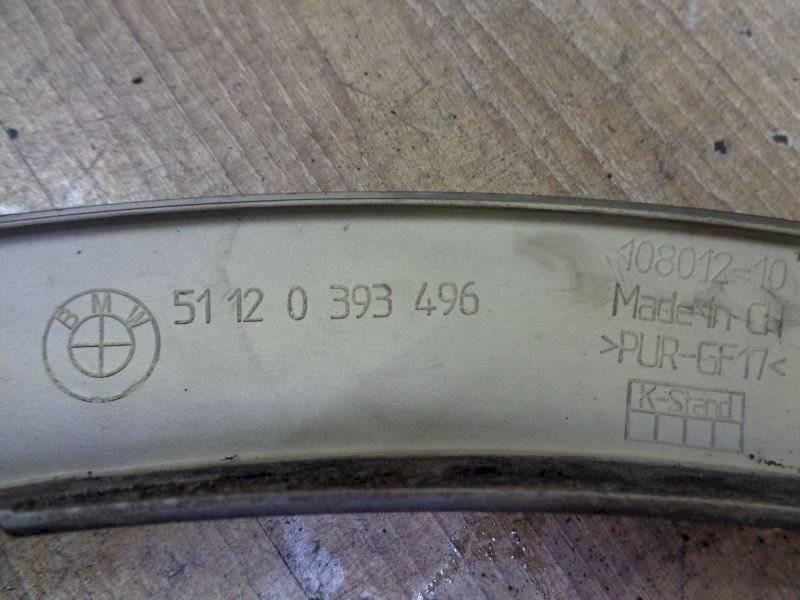 BMW
51 12 0 393 496
108012-10
Made in CH
>PUR-GF17<
K-Stand